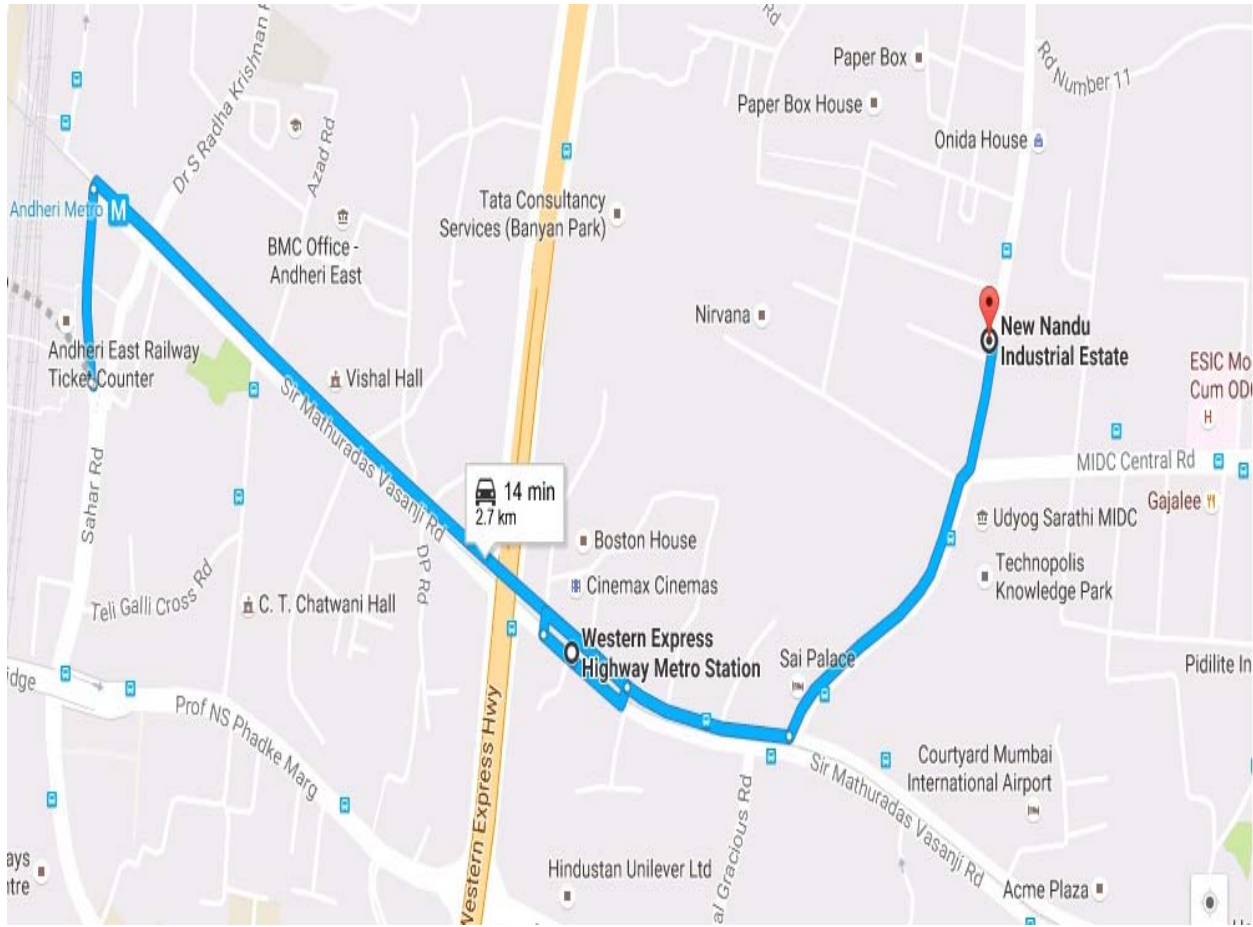 Rd
Paper Box
Rd Number 11
Paper Box House
Onida House
Dr S Radha Krishnan
Azad Rd
Andheri Metro M
Tata Consultancy
Services (Banyan Park)
BMC Office -
Andheri East
Nirvana
New Nandu
Industrial Estate
Andheri East Railway
Ticket Counter
Vishal Hall
ESIC Mo
Cum OD
H
Sir Mathuradas Vasanji Rd
MIDC Central Rd
14 min
2.7 km
Gajalee
Sahar Rd
Udyog Sarathi MIDC
Boston House
DP Rd
Technopolis
Knowledge Park
Cinemax Cinemas
Teli Galli Cross Rd
C. T. Chatwani Hall
Western Express
Highway Metro Station
Sai Palace
Pidilite In
idge
Prof NS Phadke Marg
Western Express Hwy
Courtyard Mumbai
International Airport
Sir Mathuradas Vasanji Rd
al Gracious Rd
Hindustan Unilever Ltd
ays
ntre
Acme Plaza